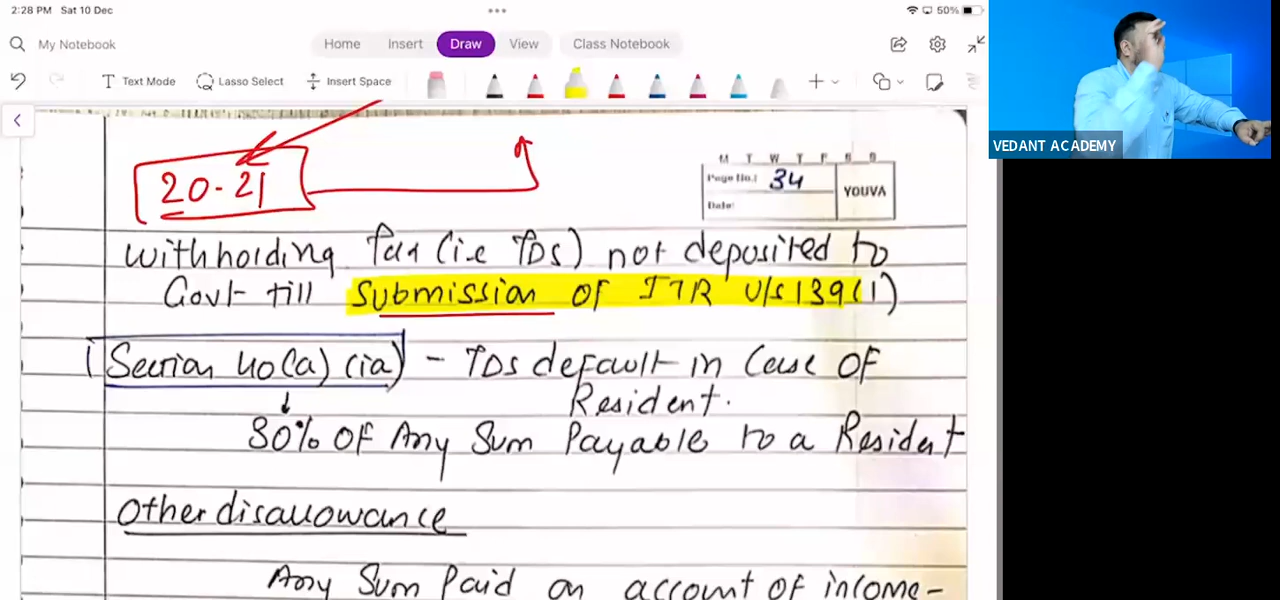 2:28 PM Sat 10 Dec
50%
My Notebook
Home Insert Draw View Class Notebook
Text Mode Lasso Select Insert Space
VEDANT ACADEMY
20-21
M T W T F S S
Page No.: 34
YOUVA
Date:
Withholding Tax (i.e TDS) not deposited to
Govt till Submission OF ITR u/s 139(1)
Section 40(a) (ia) - TDS default in Case OF
Resident.
30% OF Any Sum Payable to a Resident
Other disallowance
Any Sum Paid on account of income-